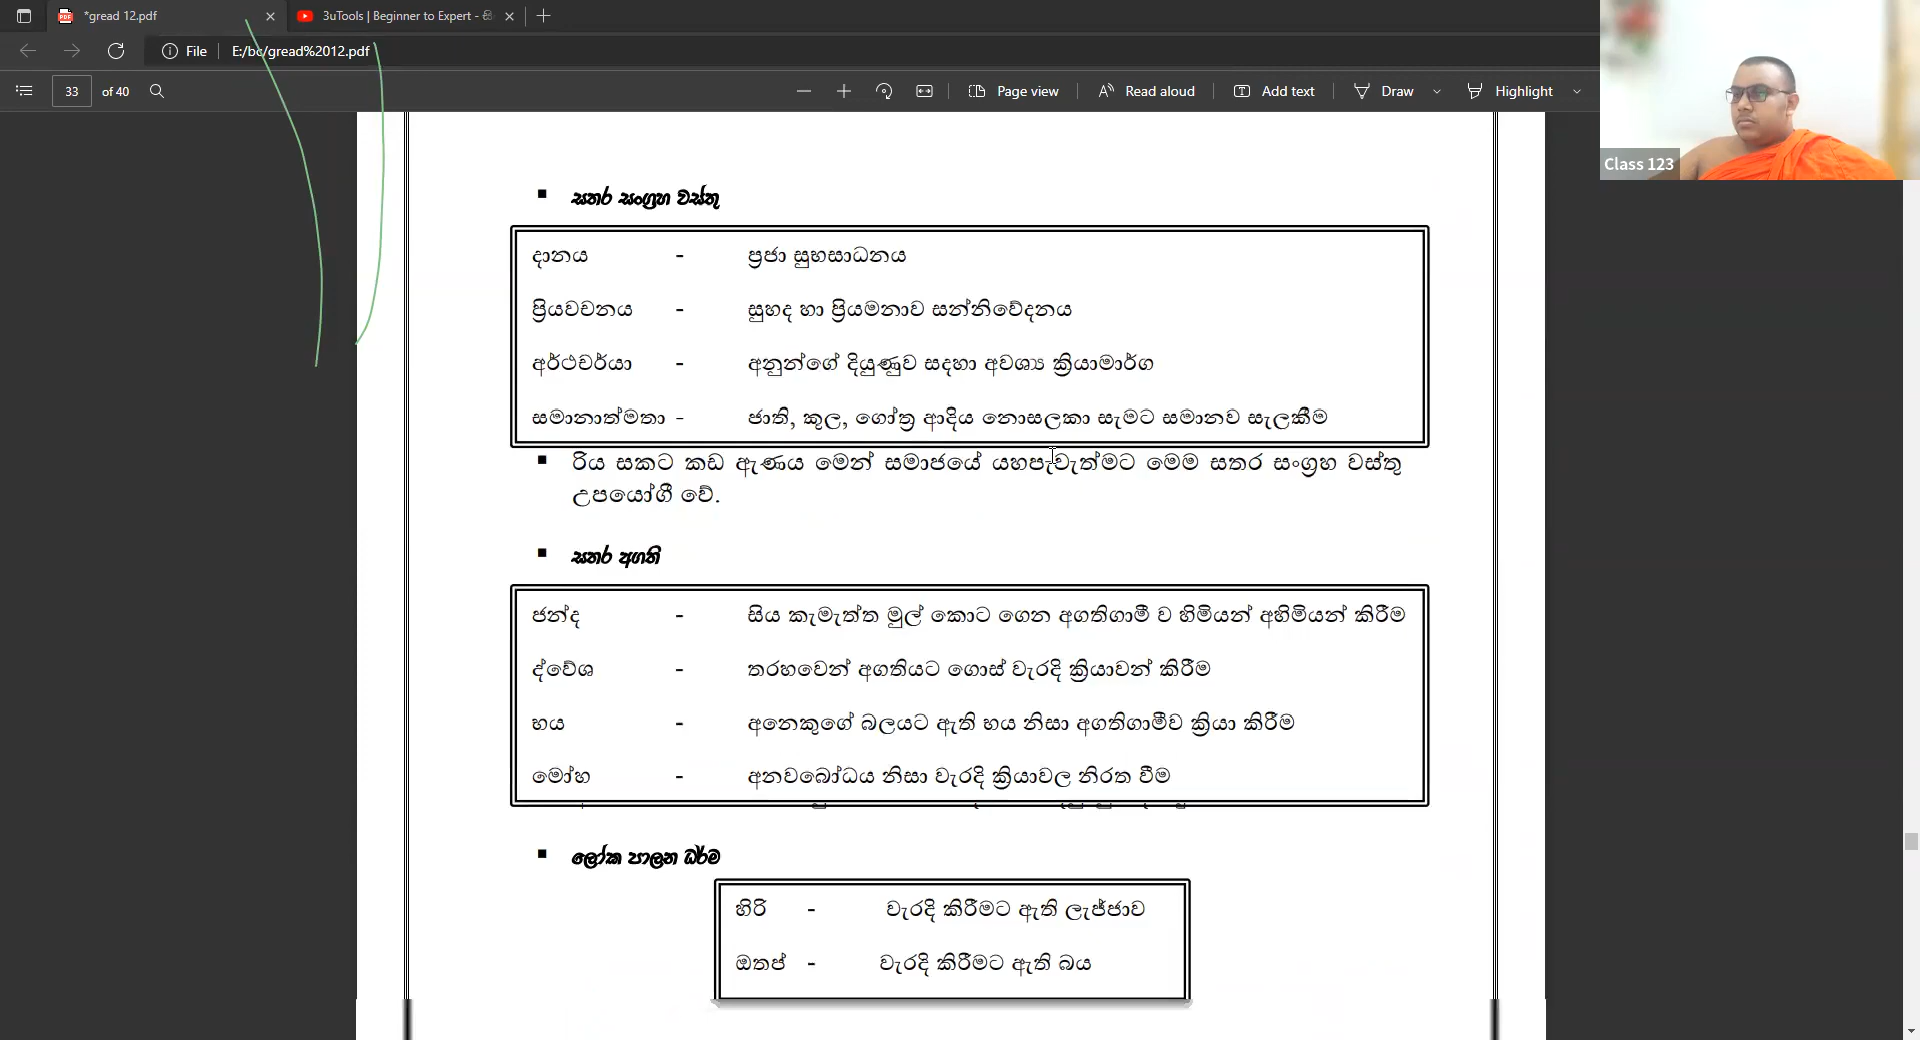 *gread 12.pdf
3uTools | Beginner to Expert - සි
File E:/bc/gread%2012.pdf
33 of 40 Page view Read aloud Add text Draw Highlight
Class 123
සතර සංග්‍රහ වස්තු
දානය - ප්‍රජා සුභසාධනය
ප්‍රියවචනය - සුහද හා ප්‍රියමනාව සන්නිවේදනය
අර්ථචර්යා - අනුන්ගේ දියුණුව සදහා අවශ්‍ය ක්‍රියාමාර්ග
සමානාත්මතා - ජාති, කුල, ගෝත්‍ර ආදිය නොසලකා සැමට සමානව සැලකීම
රිය සකට කඩ ඇණය මෙන් සමාජයේ යහපැවැත්මට මෙම සතර සංග්‍රහ වස්තු
උපයෝගී වේ.
සතර අගති
ඡන්ද - සිය කැමැත්ත මුල් කොට ගෙන අගතිගාමී ව හිමියන් අහිමියන් කිරීම
ද්වේශ - තරහවෙන් අගතියට ගොස් වැරදි ක්‍රියාවන් කිරීම
භය - අනෙකුගේ බලයට ඇති භය නිසා අගතිගාමීව ක්‍රියා කිරීම
මෝහ - අනවබෝධය නිසා වැරදි ක්‍රියාවල නිරත වීම
ලෝක පාලන ධර්ම
හිරි - වැරදි කිරීමට ඇති ලැජ්ජාව
ඔතප් - වැරදි කිරීමට ඇති බය